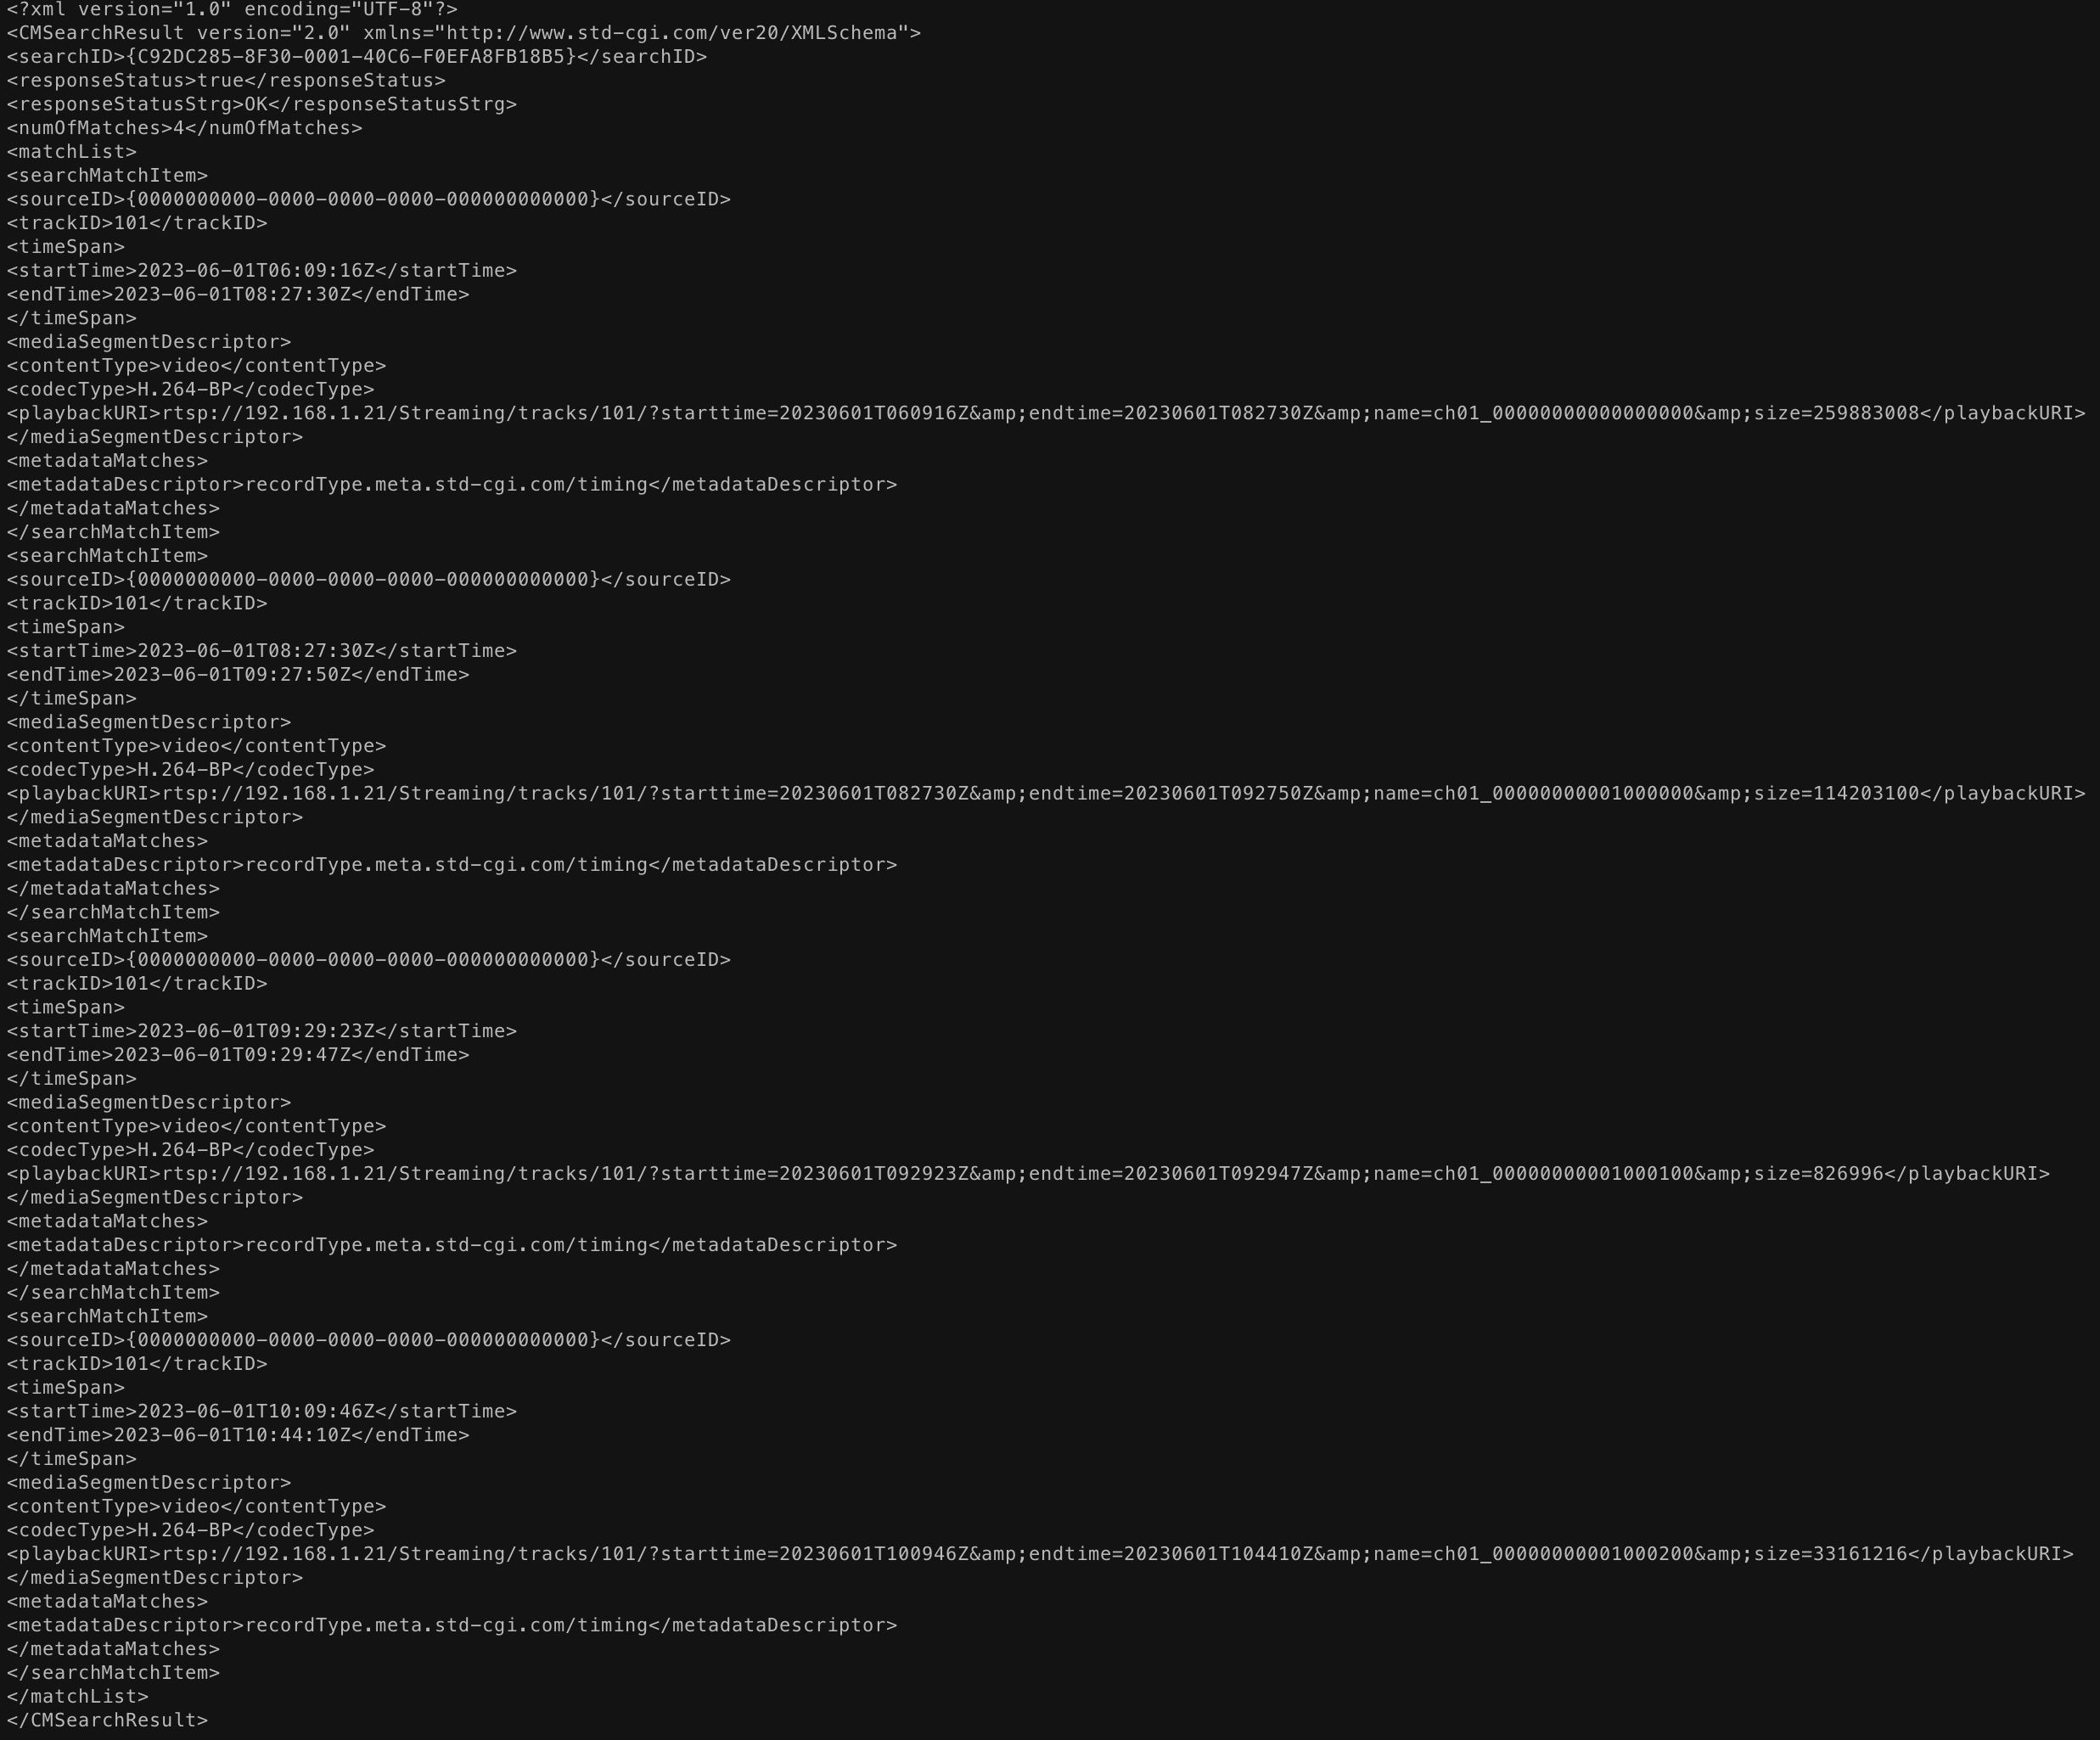 <?xml version="1.0" encoding="UTF-8"?>
<CMSearchResult version="2.0" xmlns="http://www.std-cgi.com/ver20/XMLSchema">
<searchID>{C92DC285-8F30-0001-40C6-F0EFA8FB18B5}</searchID>
<responseStatus>true</responseStatus>
<responseStatusStrg>OK</responseStatusStrg>
<numOfMatches>4</numOfMatches>
<matchList>
<searchMatchItem>
<sourceID>{0000000000-0000-0000-0000-000000000000}</sourceID>
<trackID>101</trackID>
<timeSpan>
<startTime>2023-06-01T06:09:16Z</startTime>
<endTime>2023-06-01T08:27:30Z</endTime>
</timeSpan>
<mediaSegmentDescriptor>
<contentType>video</contentType>
<codecType>H.264-BP</codecType>
<playbackURI>rtsp://192.168.1.21/Streaming/tracks/101/?starttime=20230601T060916Z&amp;endtime=20230601T082730Z&amp;name=ch01_00000000000000000&amp;size=259883008</playbackURI>
</mediaSegmentDescriptor>
<metadataMatches>
<metadataDescriptor>recordType.meta.std-cgi.com/timing</metadataDescriptor>
</metadataMatches>
</searchMatchItem>
<searchMatchItem>
<sourceID>{0000000000-0000-0000-0000-000000000000}</sourceID>
<trackID>101</trackID>
<timeSpan>
<startTime>2023-06-01T08:27:30Z</startTime>
<endTime>2023-06-01T09:27:50Z</endTime>
</timeSpan>
<mediaSegmentDescriptor>
<contentType>video</contentType>
<codecType>H.264-BP</codecType>
<playbackURI>rtsp://192.168.1.21/Streaming/tracks/101/?starttime=20230601T082730Z&amp;endtime=20230601T092750Z&amp;name=ch01_00000000001000000&amp;size=114203100</playbackURI>
</mediaSegmentDescriptor>
<metadataMatches>
<metadataDescriptor>recordType.meta.std-cgi.com/timing</metadataDescriptor>
</metadataMatches>
</searchMatchItem>
<searchMatchItem>
<sourceID>{0000000000-0000-0000-0000-000000000000}</sourceID>
<trackID>101</trackID>
<timeSpan>
<startTime>2023-06-01T09:29:23Z</startTime>
<endTime>2023-06-01T09:29:47Z</endTime>
</timeSpan>
<mediaSegmentDescriptor>
<contentType>video</contentType>
<codecType>H.264-BP</codecType>
<playbackURI>rtsp://192.168.1.21/Streaming/tracks/101/?starttime=20230601T092923Z&amp;endtime=20230601T092947Z&amp;name=ch01_00000000001000100&amp;size=826996</playbackURI>
</mediaSegmentDescriptor>
<metadataMatches>
<metadataDescriptor>recordType.meta.std-cgi.com/timing</metadataDescriptor>
</metadataMatches>
</searchMatchItem>
<searchMatchItem>
<sourceID>{0000000000-0000-0000-0000-000000000000}</sourceID>
<trackID>101</trackID>
<timeSpan>
<startTime>2023-06-01T10:09:46Z</startTime>
<endTime>2023-06-01T10:44:10Z</endTime>
</timeSpan>
<mediaSegmentDescriptor>
<contentType>video</contentType>
<codecType>H.264-BP</codecType>
<playbackURI>rtsp://192.168.1.21/Streaming/tracks/101/?starttime=20230601T100946Z&amp;endtime=20230601T104410Z&amp;name=ch01_00000000001000200&amp;size=33161216</playbackURI>
</mediaSegmentDescriptor>
<metadataMatches>
<metadataDescriptor>recordType.meta.std-cgi.com/timing</metadataDescriptor>
</metadataMatches>
</searchMatchItem>
</matchList>
</CMSearchResult>